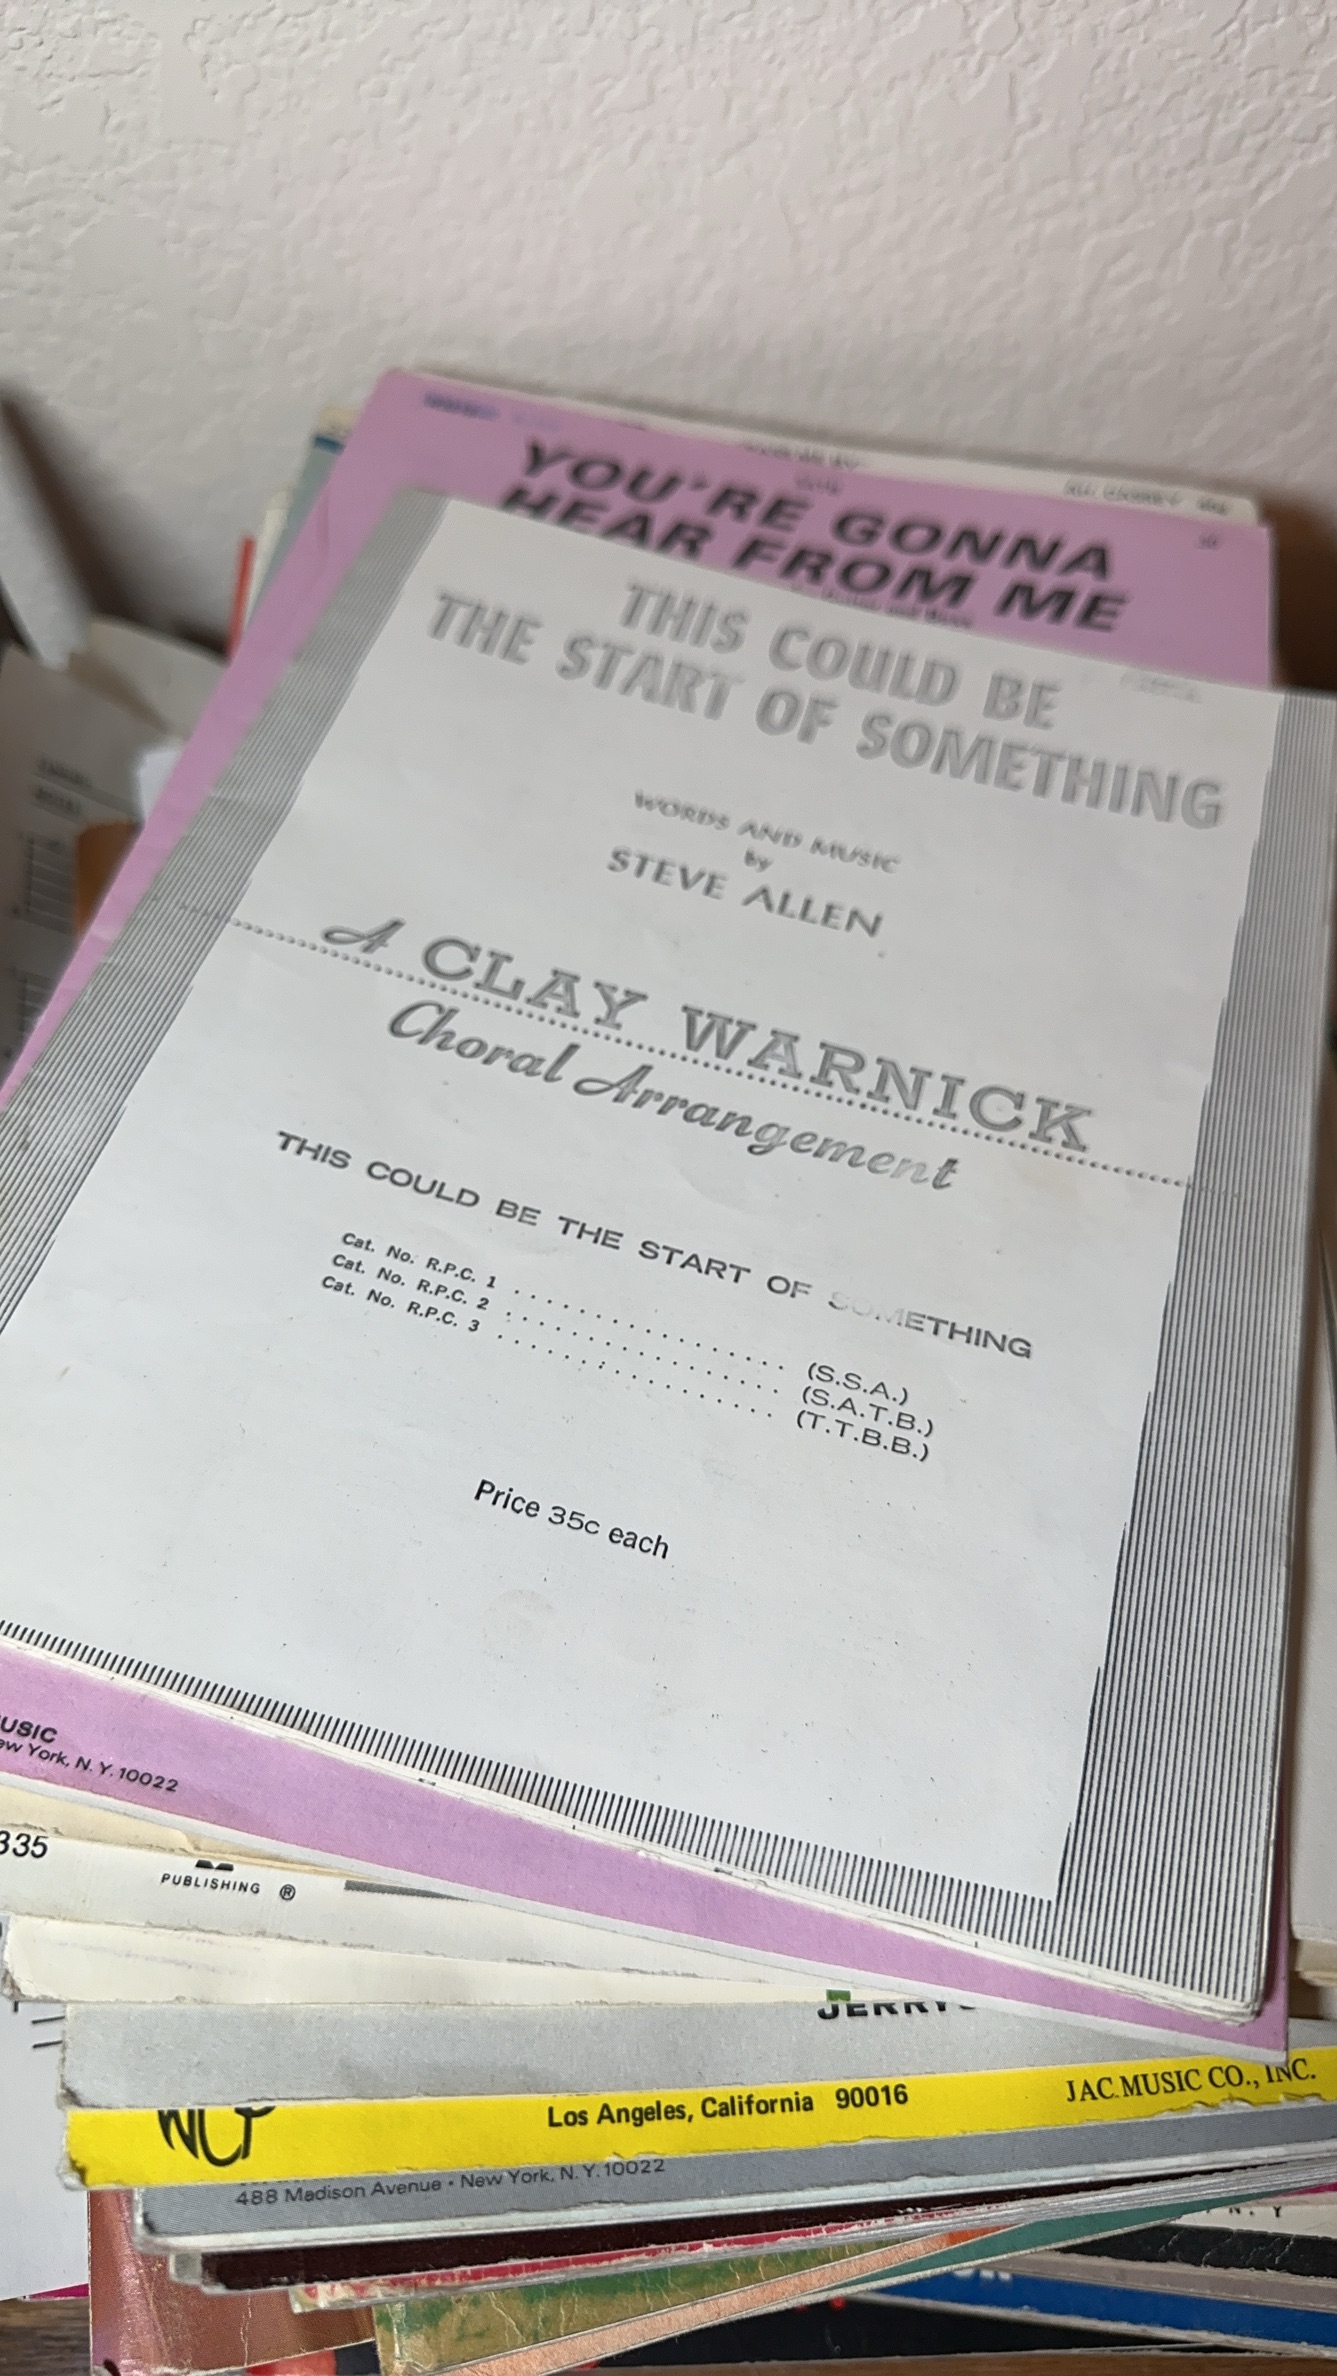 YOU'RE GONNA
HEAR FROM ME
THIS COULD BE
THE START OF SOMETHING
WORDS AND MUSIC
by
STEVE ALLEN
A CLAY WARNICK
Choral Arrangement
THIS COULD BE THE START OF SOMETHING
Cat. No. R.P.C. 1 . . . . . . . . . . . . . . . . . . . . . (S.S.A.)
Cat. No. R.P.C. 2 . . . . . . . . . . . . . . . . . . . . . (S.A.T.B.)
Cat. No. R.P.C. 3 . . . . . . . . . . . . . . . . . . . . . (T.T.B.B.)
Price 35c each
USIC
ew York, N. Y. 10022
335
PUBLISHING ®
JERRY
Los Angeles, California 90016
JAC MUSIC CO., INC.
488 Madison Avenue • New York, N. Y. 10022
N. Y